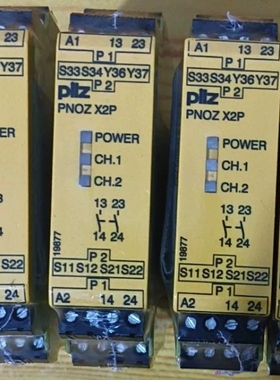 23
Y37
22
24
A1 13 23
P 1
S33 S34 Y36 Y37
P 2
pilz
PNOZ X2P
POWER
CH.1
CH.2
13 23
14 24
19877
P 2
S11 S12 S21 S22
P 1
A2 14 24
A1 13 23
P 1
S33 S34 Y36 Y37
P 2
pilz
PNOZ X2P
POWER
CH.1
CH.2
13 23
14 24
19877
P 2
S11 S12 S21 S22
P 1
A2 14 24